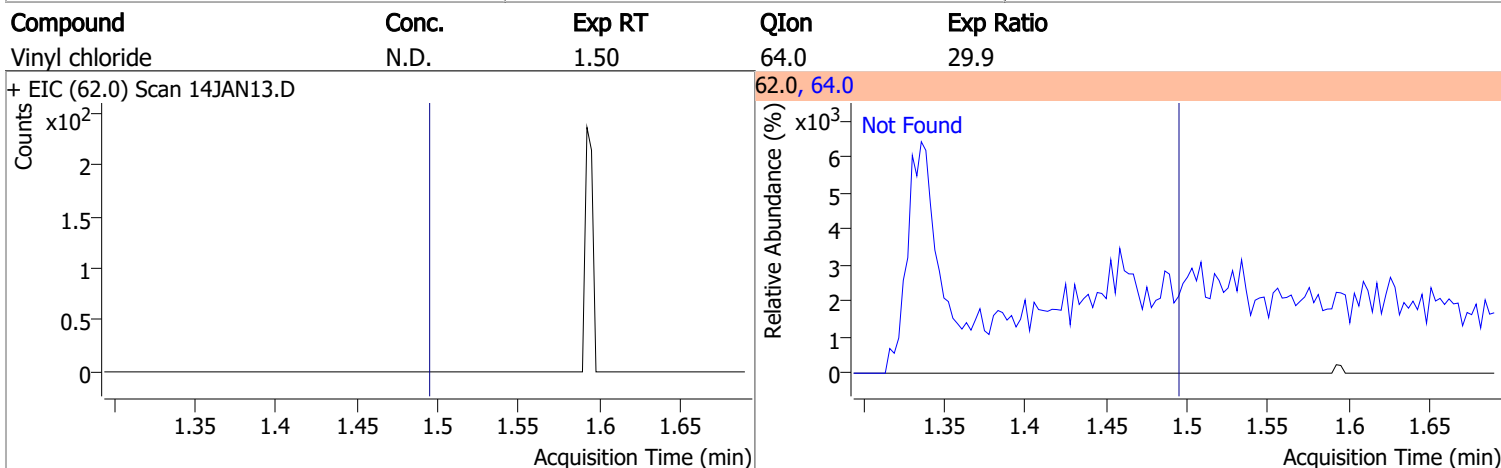 Compound Conc. Exp RT QIon Exp Ratio
Vinyl chloride N.D. 1.50 64.0 29.9
+ EIC (62.0) Scan 14JAN13.D
Counts
x10²
2
1.5
1
0.5
0
1.35 1.4 1.45 1.5 1.55 1.6 1.65
Acquisition Time (min)
62.0, 64.0
Relative Abundance (%)
x10³
Not Found
6
5
4
3
2
1
0
1.35 1.4 1.45 1.5 1.55 1.6 1.65
Acquisition Time (min)